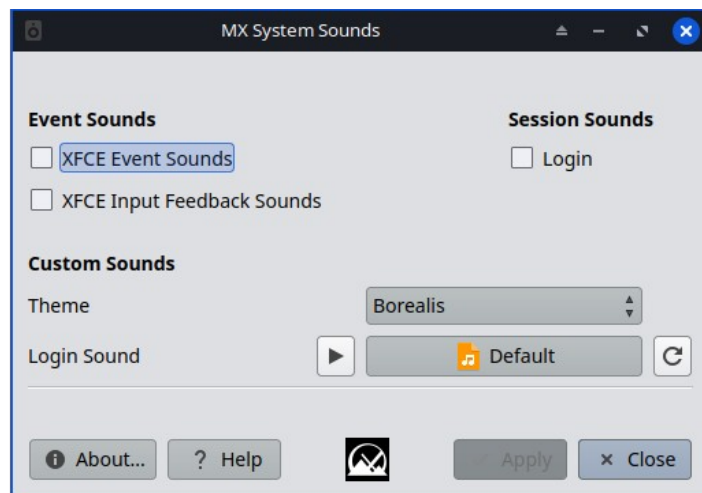 MX System Sounds
Event Sounds
Session Sounds
XFCE Event Sounds
Login
XFCE Input Feedback Sounds
Custom Sounds
Theme
Borealis
Login Sound
Default
About...
? Help
Apply
Close